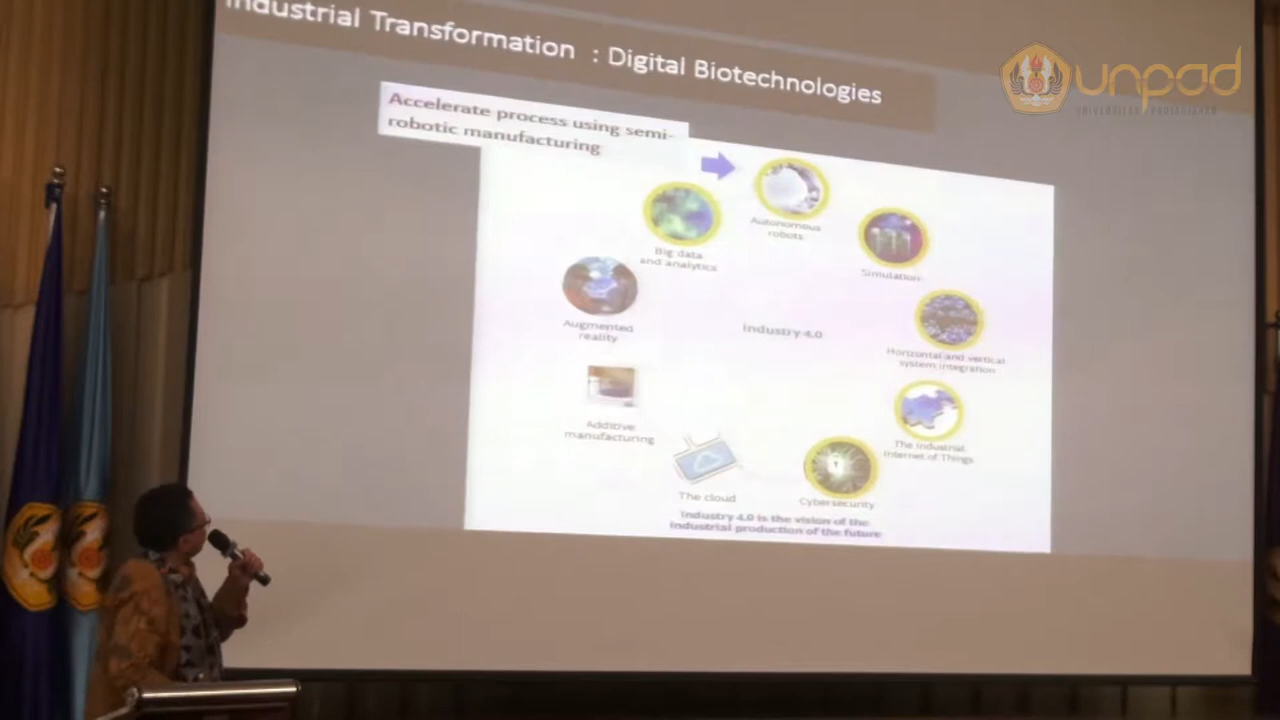 Industrial Transformation : Digital Biotechnologies
unpad
UNIVERSITAS PADJADJARAN
Accelerate process using semi-
robotic manufacturing
Autonomous
robots
Big data
and analytics
Simulation
Augmented
reality
Industry 4.0
Horizontal and vertical
system integration
Additive
manufacturing
The Industrial
Internet of Things
The cloud
Cybersecurity
Industry 4.0 is the vision of the
industrial production of the future